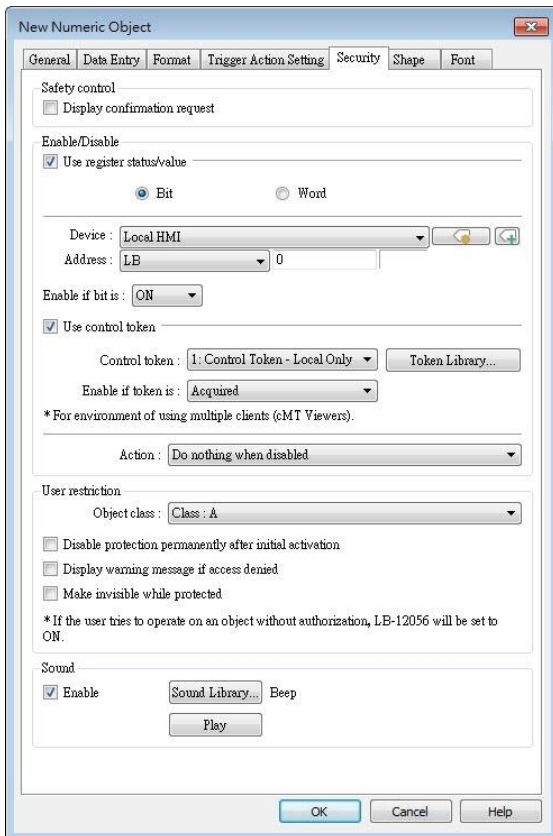 New Numeric Object
General Data Entry Format Trigger Action Setting Security Shape Font
Safety control
Display confirmation request
Enable/Disable
Use register status/value
Bit Word
Device : Local HMI
Address : LB 0
Enable if bit is : ON
Use control token
Control token : 1: Control Token - Local Only Token Library...
Enable if token is : Acquired
* For environment of using multiple clients (cMT Viewers).
Action : Do nothing when disabled
User restriction
Object class : Class : A
Disable protection permanently after initial activation
Display warning message if access denied
Make invisible while protected
* If the user tries to operate on an object without authorization, LB-12056 will be set to
ON.
Sound
Enable Sound Library... Beep
Play
OK Cancel Help